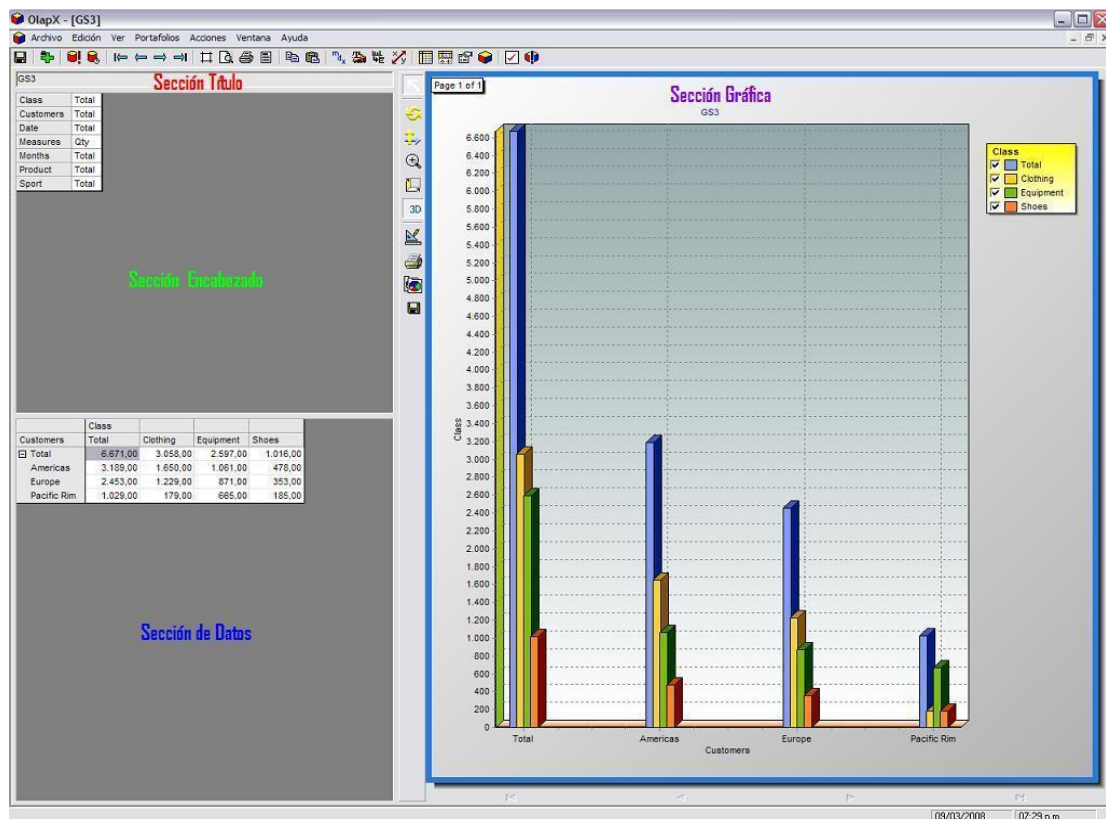 OlapX - [GS3]
Archivo Edición Ver Portafolios Acciones Ventana Ayuda
GS3
Sección Título
Class Total
Customers Total
Date Total
Measures Qty
Months Total
Product Total
Sport Total
Sección Encabezado
Class
Customers Total Clothing Equipment Shoes
Total 6.671,00 3.058,00 2.597,00 1.016,00
Americas 3.189,00 1.650,00 1.061,00 478,00
Europe 2.453,00 1.229,00 871,00 353,00
Pacific Rim 1.029,00 179,00 665,00 185,00
Sección de Datos
3D
Page 1 of 1
Sección Gráfica
GS3
6.600
6.400
6.200
6.000
5.800
5.600
5.400
5.200
5.000
4.800
4.600
4.400
4.200
4.000
3.800
3.600
3.400
3.200
3.000
2.800
2.600
2.400
2.200
2.000
1.800
1.600
1.400
1.200
1.000
800
600
400
200
0
Class
Total Americas Europe Pacific Rim
Customers
Class
Total
Clothing
Equipment
Shoes
09/03/2008 07:29 p.m.